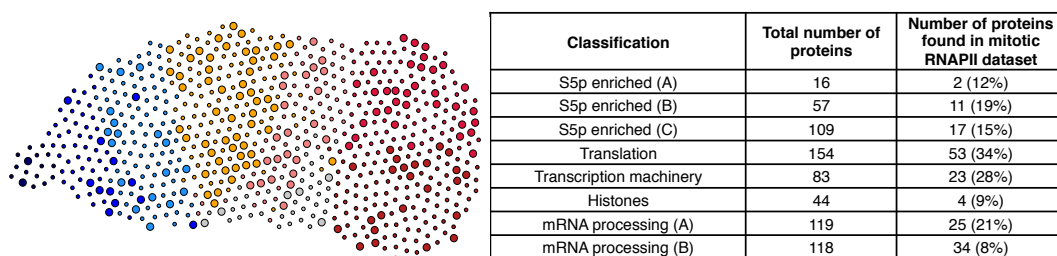 Classification Total number of proteins Number of proteins found in mitotic RNAPII dataset
S5p enriched (A) 16 2 (12%)
S5p enriched (B) 57 11 (19%)
S5p enriched (C) 109 17 (15%)
Translation 154 53 (34%)
Transcription machinery 83 23 (28%)
Histones 44 4 (9%)
mRNA processing (A) 119 25 (21%)
mRNA processing (B) 118 34 (8%)